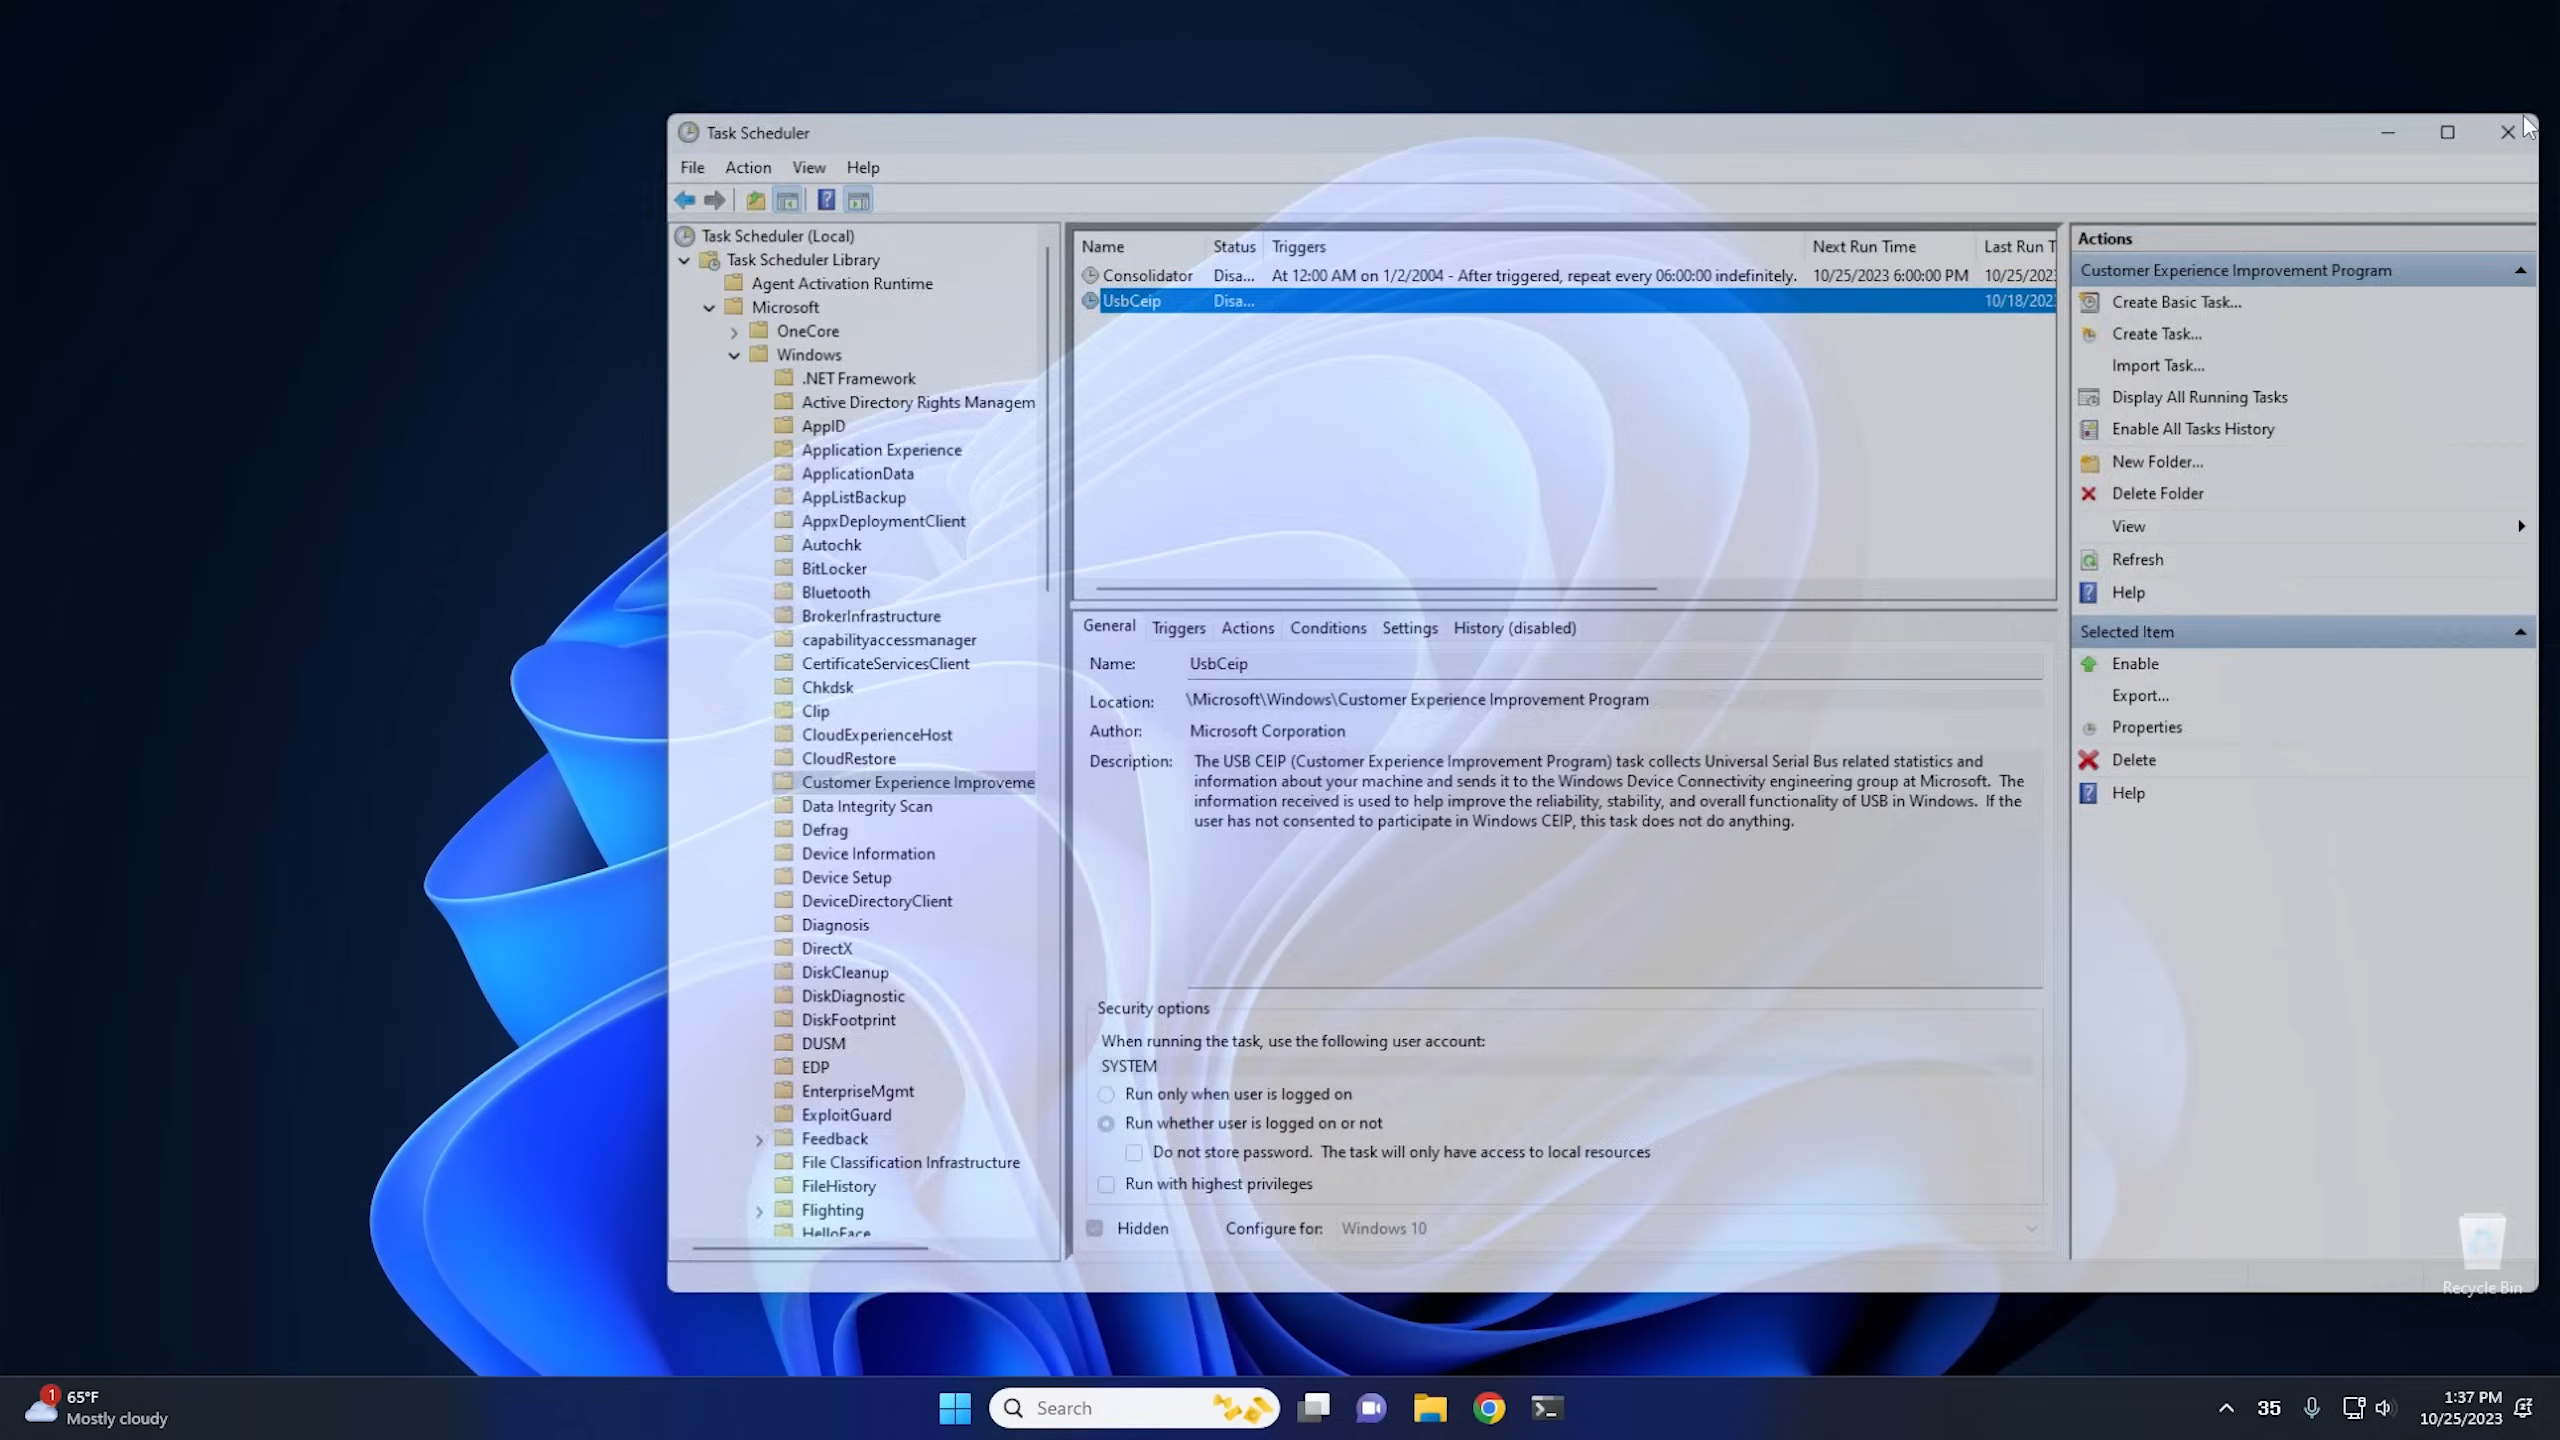 Task Scheduler
File Action View Help
Task Scheduler (Local)
Task Scheduler Library
Agent Activation Runtime
Microsoft
OneCore
Windows
.NET Framework
Active Directory Rights Managem
AppID
Application Experience
ApplicationData
AppListBackup
AppxDeploymentClient
Autochk
BitLocker
Bluetooth
BrokerInfrastructure
capabilityaccessmanager
CertificateServicesClient
Chkdsk
Clip
CloudExperienceHost
CloudRestore
Customer Experience Improveme
Data Integrity Scan
Defrag
Device Information
Device Setup
DeviceDirectoryClient
Diagnosis
DirectX
DiskCleanup
DiskDiagnostic
DiskFootprint
DUSM
EDP
EnterpriseMgmt
ExploitGuard
Feedback
File Classification Infrastructure
FileHistory
Flighting
HelloFace
Name Status Triggers Next Run Time Last Run T
Consolidator Disa... At 12:00 AM on 1/2/2004 - After triggered, repeat every 06:00:00 indefinitely. 10/25/2023 6:00:00 PM 10/25/202
UsbCeip Disa... 10/18/202
General Triggers Actions Conditions Settings History (disabled)
Name: UsbCeip
Location: \Microsoft\Windows\Customer Experience Improvement Program
Author: Microsoft Corporation
Description: The USB CEIP (Customer Experience Improvement Program) task collects Universal Serial Bus related statistics and
information about your machine and sends it to the Windows Device Connectivity engineering group at Microsoft. The
information received is used to help improve the reliability, stability, and overall functionality of USB in Windows. If the
user has not consented to participate in Windows CEIP, this task does not do anything.
Security options
When running the task, use the following user account:
SYSTEM
Run only when user is logged on
Run whether user is logged on or not
Do not store password. The task will only have access to local resources
Run with highest privileges
Hidden Configure for: Windows 10
Actions
Customer Experience Improvement Program
Create Basic Task...
Create Task...
Import Task...
Display All Running Tasks
Enable All Tasks History
New Folder...
Delete Folder
View
Refresh
Help
Selected Item
Enable
Export...
Properties
Delete
Help
Recycle Bin
1
65°F
Mostly cloudy
Search
35
1:37 PM
10/25/2023